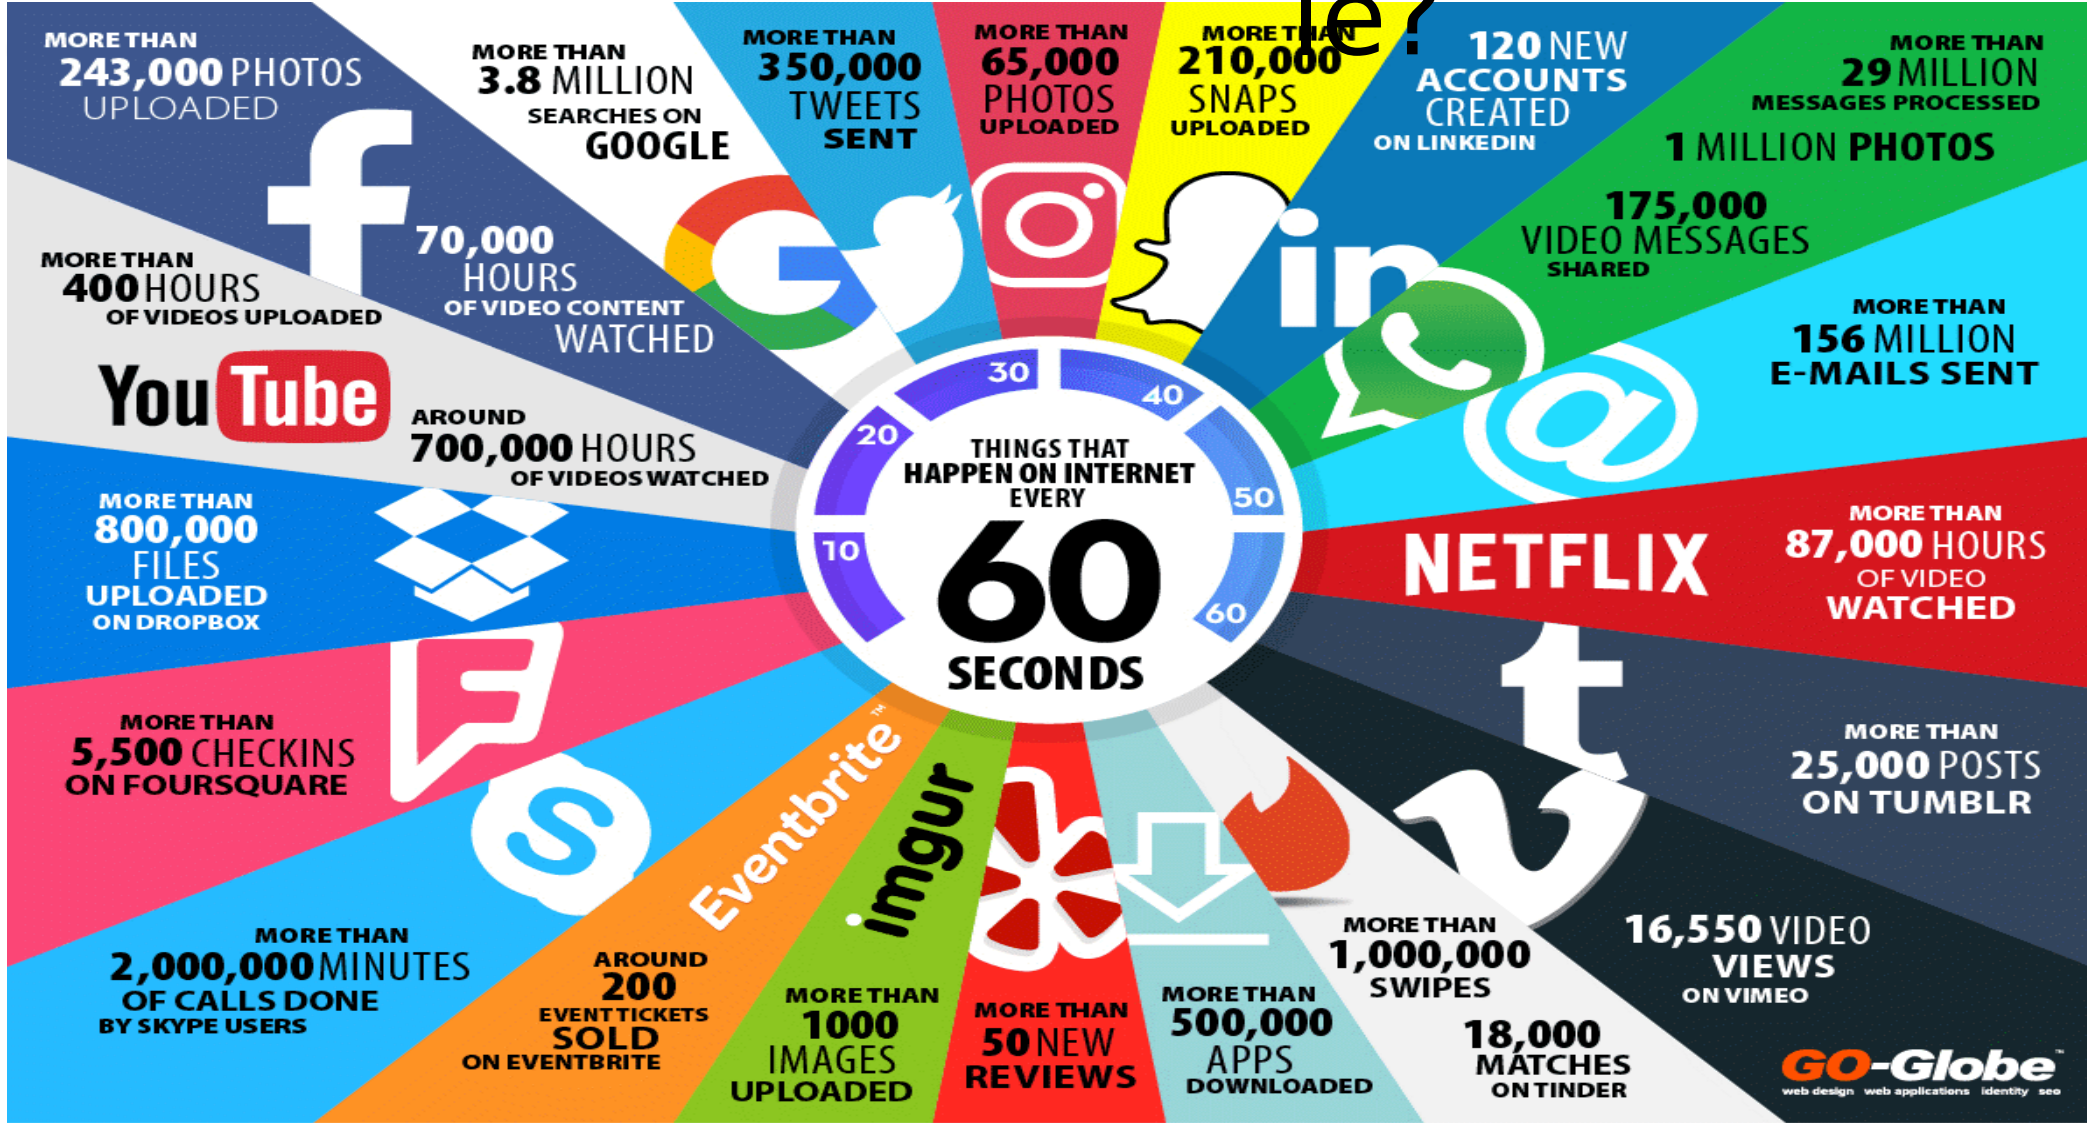 le?
MORE THAN
243,000 PHOTOS
UPLOADED
70,000
HOURS
OF VIDEO CONTENT
WATCHED
MORE THAN
3.8 MILLION
SEARCHES ON
GOOGLE
MORE THAN
350,000
TWEETS
SENT
MORE THAN
65,000
PHOTOS
UPLOADED
MORE THAN
210,000
SNAPS
UPLOADED
120 NEW
ACCOUNTS
CREATED
ON LINKEDIN
in
MORE THAN
29 MILLION
MESSAGES PROCESSED
1 MILLION PHOTOS
175,000
VIDEO MESSAGES
SHARED
MORE THAN
156 MILLION
E-MAILS SENT
@
NETFLIX
MORE THAN
87,000 HOURS
OF VIDEO
WATCHED
t
MORE THAN
25,000 POSTS
ON TUMBLR
16,550 VIDEO
VIEWS
ON VIMEO
MORE THAN
1,000,000
SWIPES
18,000
MATCHES
ON TINDER
MORE THAN
500,000
APPS
DOWNLOADED
MORE THAN
50 NEW
REVIEWS
imgur
MORE THAN
1000
IMAGES
UPLOADED
Eventbrite™
AROUND
200
EVENT TICKETS
SOLD
ON EVENTBRITE
S
MORE THAN
2,000,000 MINUTES
OF CALLS DONE
BY SKYPE USERS
MORE THAN
5,500 CHECKINS
ON FOURSQUARE
MORE THAN
800,000
FILES
UPLOADED
ON DROPBOX
MORE THAN
400 HOURS
OF VIDEOS UPLOADED
YouTube
AROUND
700,000 HOURS
OF VIDEOS WATCHED
10
20
30
40
50
60
THINGS THAT
HAPPEN ON INTERNET
EVERY
60
SECONDS
GO-Globe™
web design web applications identity seo